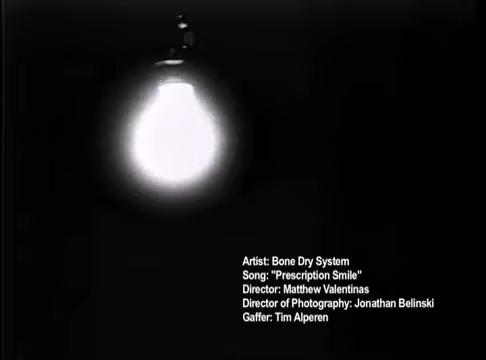 Artist: Bone Dry System
Song: "Prescription Smile"
Director: Matthew Valentinas
Director of Photography: Jonathan Belinski
Gaffer: Tim Alperen